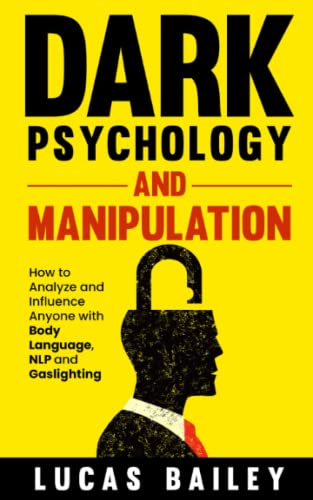 DARK
PSYCHOLOGY
AND
MANIPULATION
How to
Analyze and
Influence
Anyone with
Body
Language,
NLP and
Gaslighting
LUCAS BAILEY